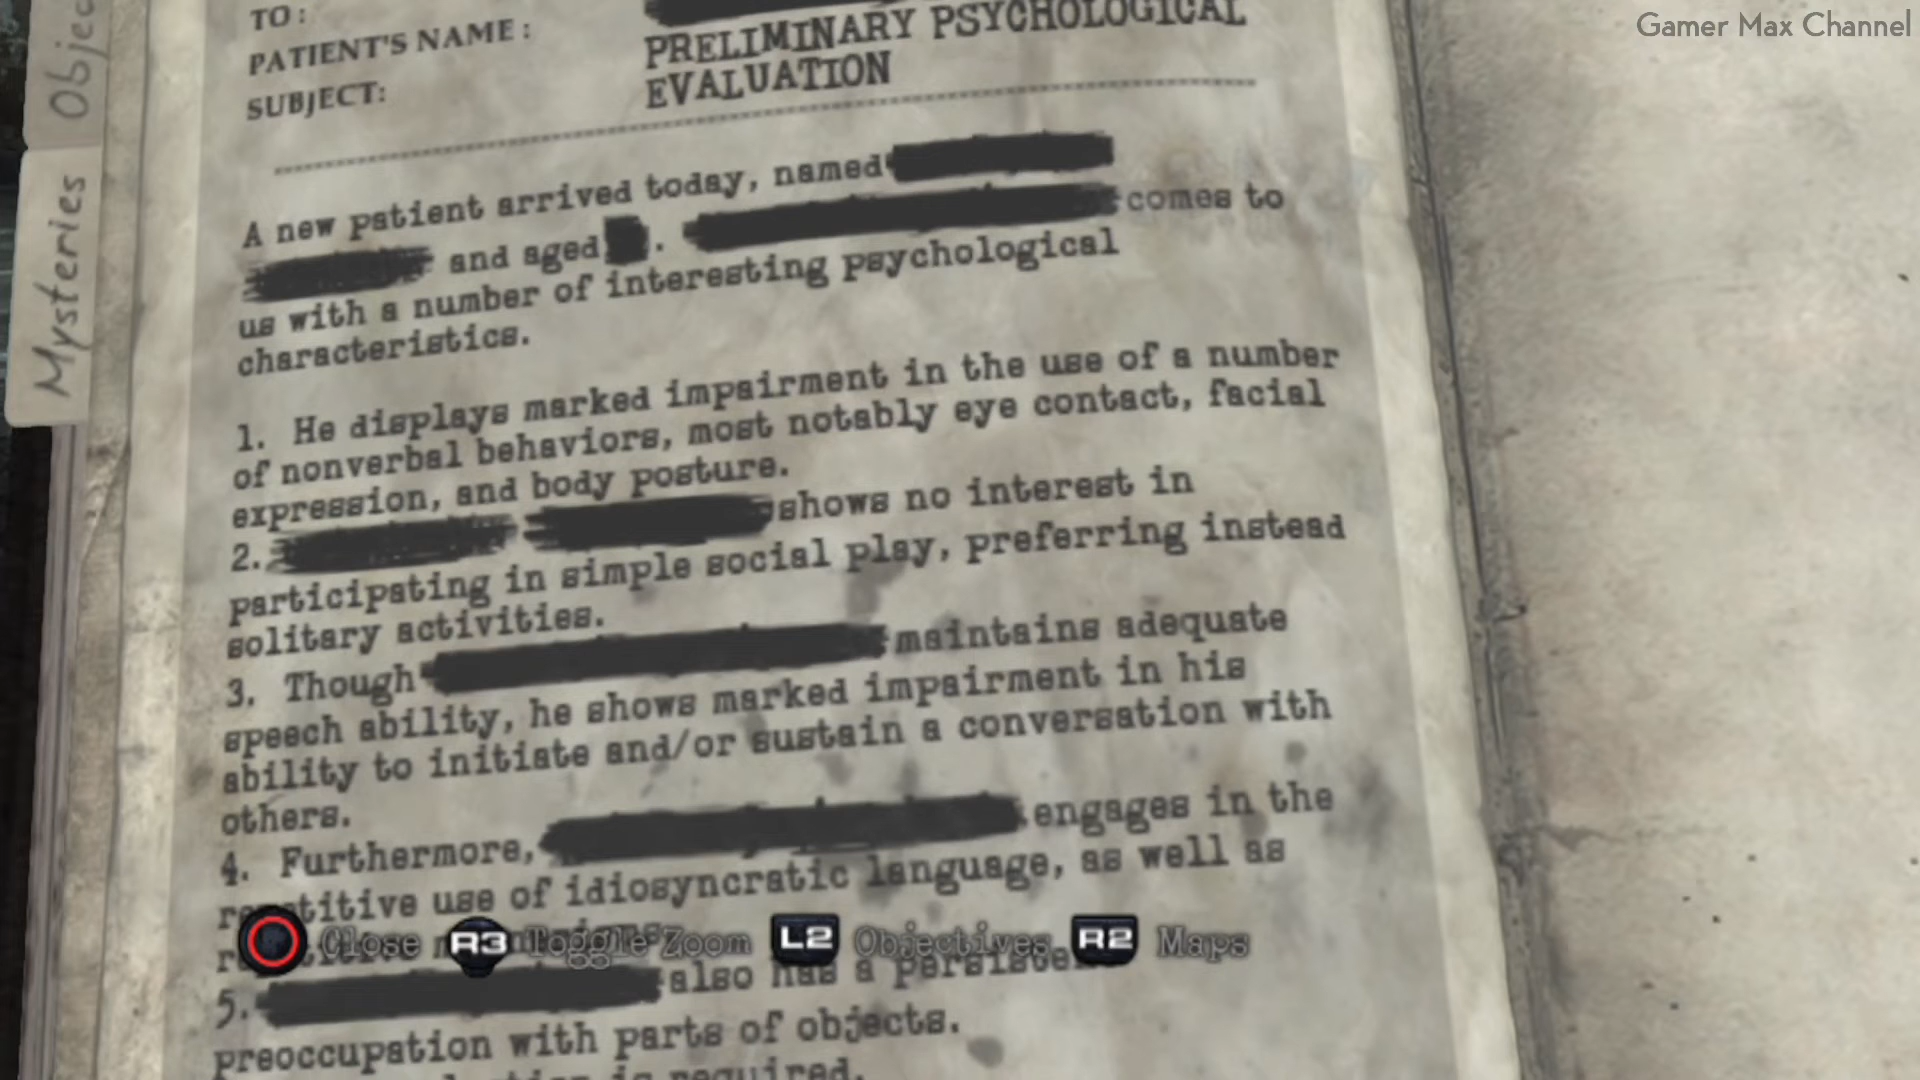 Gamer Max Channel
Objec
Mysteries
TO:
PATIENT'S NAME:
SUBJECT:
PRELIMINARY PSYCHOLOGICAL
EVALUATION
A new patient arrived today, named
and aged . comes to
us with a number of interesting psychological
characteristics.
1. He displays marked impairment in the use of a number
of nonverbal behaviors, most notably eye contact, facial
expression, and body posture.
2. shows no interest in
participating in simple social play, preferring instead
solitary activities.
3. Though maintains adequate
speech ability, he shows marked impairment in his
ability to initiate and/or sustain a conversation with
others.
4. Furthermore, engages in the
use of idiosyncratic language, as well as
5. also has a
preoccupation with parts of objects.
is required.
Close R3 Toggle Zoom L2 Objectives R2 Maps